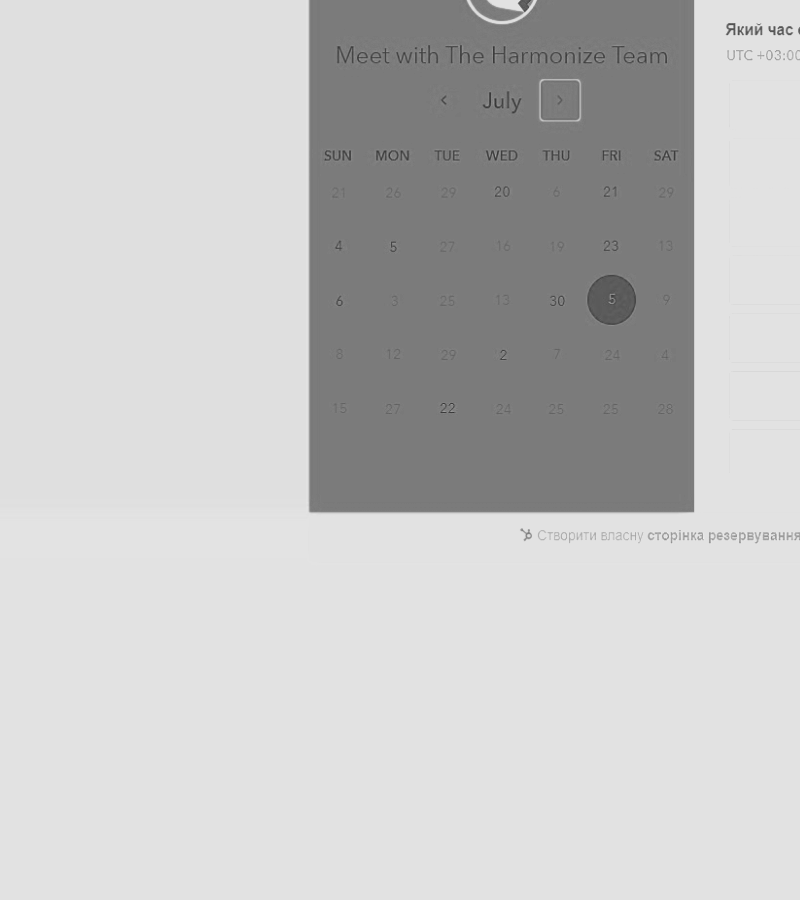 Meet with The Harmonize Team
July
SUN MON TUE WED THU FRI SAT
21 26 29 20 6 21 29
4 5 27 16 19 23 13
6 3 25 13 30 5 9
8 12 29 2 7 24 4
15 27 22 24 25 25 28
Який час
UTC +03:00
Створити власну сторінка резервування